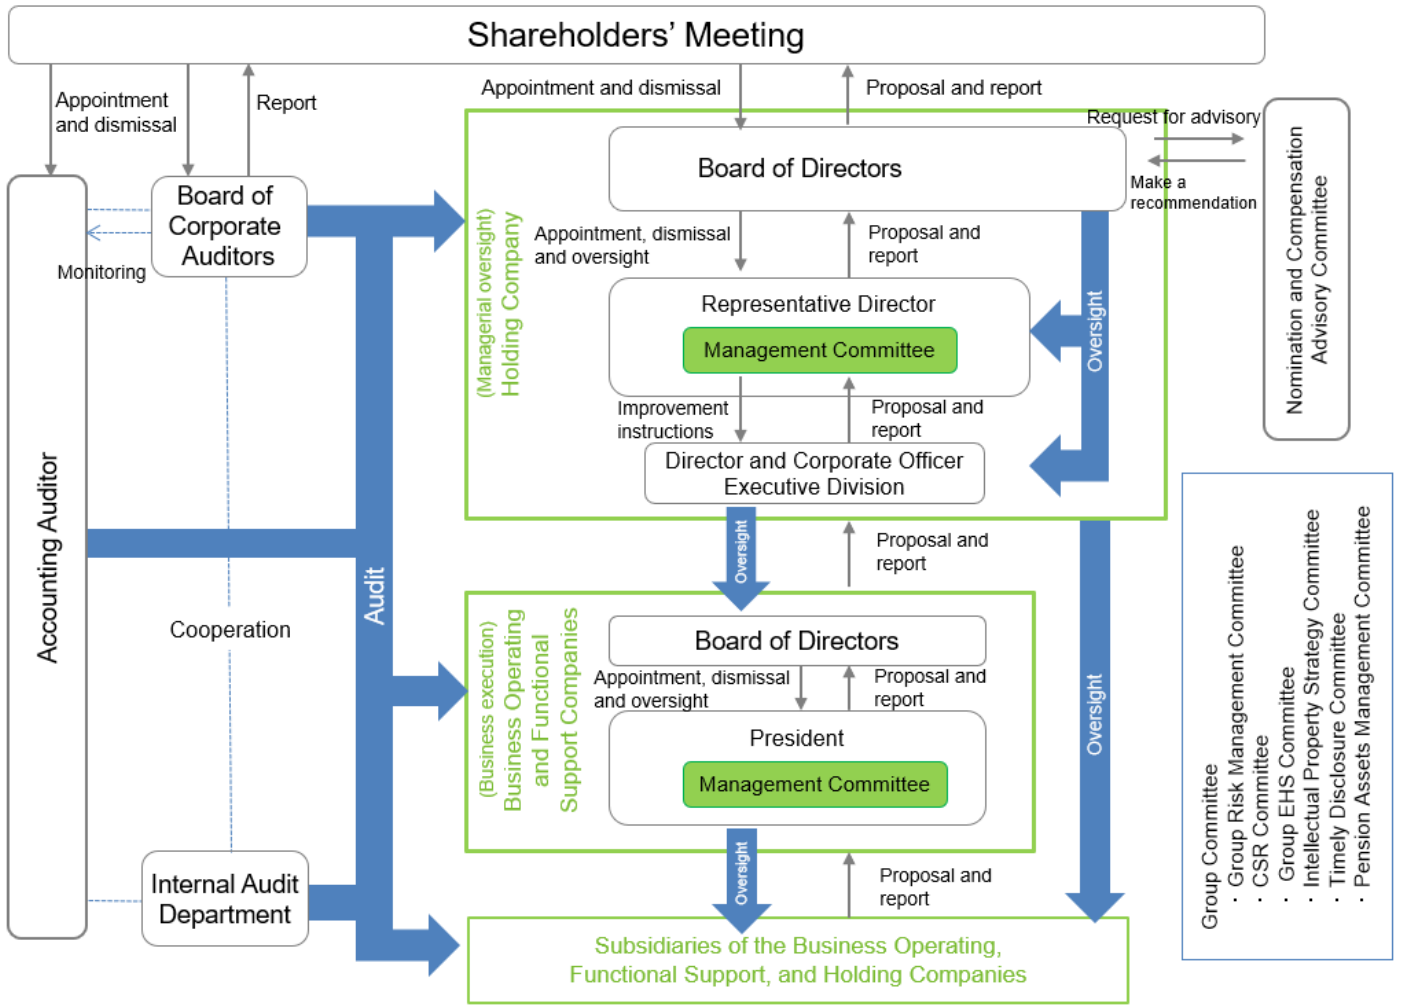 Shareholders’ Meeting
Appointment
and dismissal
Report
Appointment and dismissal
Proposal and report
Request for advisory
Make a
recommendation
Nomination and Compensation
Advisory Committee
Board of Directors
Board of
Corporate
Auditors
Monitoring
Accounting Auditor
(Managerial oversight)
Holding Company
Appointment, dismissal
and oversight
Proposal and
report
Representative Director
Management Committee
Oversight
Improvement
instructions
Proposal and
report
Director and Corporate Officer
Executive Division
Oversight
Proposal and
report
Audit
Cooperation
(Business execution)
Business Operating
and Functional
Support Companies
Board of Directors
Appointment, dismissal
and oversight
Proposal and
report
President
Management Committee
Oversight
Oversight
Proposal and
report
Internal Audit
Department
Subsidiaries of the Business Operating,
Functional Support, and Holding Companies
Group Committee
・Group Risk Management Committee
・CSR Committee
・Group EHS Committee
・Intellectual Property Strategy Committee
・Timely Disclosure Committee
・Pension Assets Management Committee